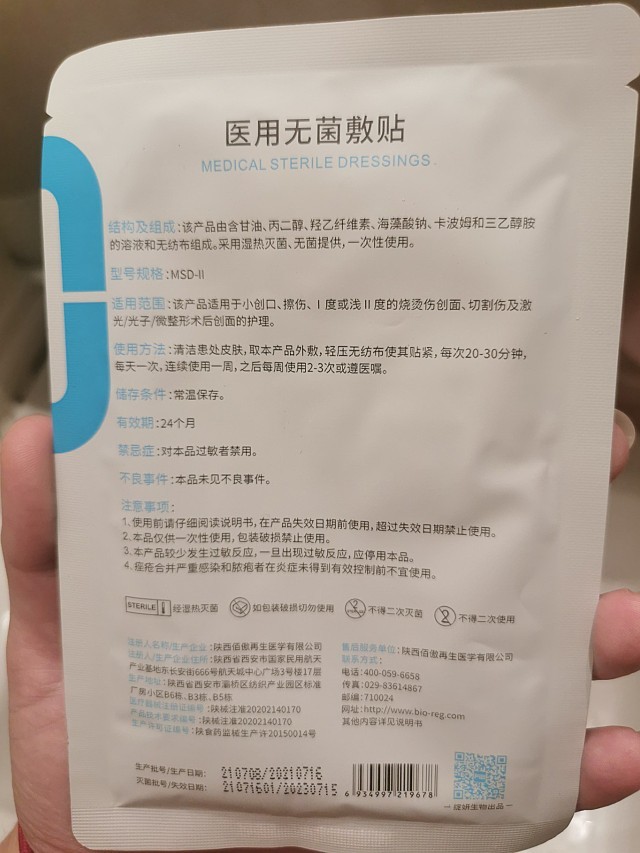 医用无菌敷贴
MEDICAL STERILE DRESSINGS
结构及组成:该产品由含甘油、丙二醇、羟乙纤维素、海藻酸钠、卡波姆和三乙醇胺
的溶液和无纺布组成。采用湿热灭菌、无菌提供,一次性使用。
型号规格:MSD-II
适用范围:该产品适用于小创口、擦伤、Ⅰ度或浅Ⅱ度的烧烫伤创面、切割伤及激
光/光子/微整形术后创面的护理。
使用方法:清洁患处皮肤,取本产品外敷,轻压无纺布使其贴紧,每次20-30分钟,
每天一次,连续使用一周,之后每周使用2-3次或遵医嘱。
储存条件:常温保存。
有效期:24个月
禁忌症:对本品过敏者禁用。
不良事件:本品未见不良事件。
注意事项:
1、使用前请仔细阅读说明书,在产品失效日期前使用,超过失效日期禁止使用。
2、本品仅供一次性使用,包装破损禁止使用。
3、本产品较少发生过敏反应,一旦出现过敏反应,应停用本品。
4、痤疮合并严重感染和脓疱者在炎症未得到有效控制前不宜使用。
STERILE 经湿热灭菌 如包装破损切勿使用 不得二次灭菌 不得二次使用
注册人名称/生产企业:陕西佰傲再生医学有限公司
注册人/生产企业住所:陕西省西安市国家民用航天
产业基地东长安街666号航天城中心广场3号楼17层
生产地址:陕西省西安市灞桥区纺织产业园区标准
厂房小区B6栋、B3栋、B5栋
医疗器械注册证编号:陕械注准20202140170
产品技术要求编号:陕械注准20202140170
生产许可证编号:陕食药监械生产许20150014号
售后服务单位:陕西佰傲再生医学有限公司
联系方式:
电话:400-059-6658
传真:029-83614867
邮编:710024
网址:http://www.bio-reg.com
其他内容详见说明书
生产批号/生产日期: 210708/20210716
灭菌批号/失效日期: 21071601/20230715
6 934997 219678
绽妍生物出品